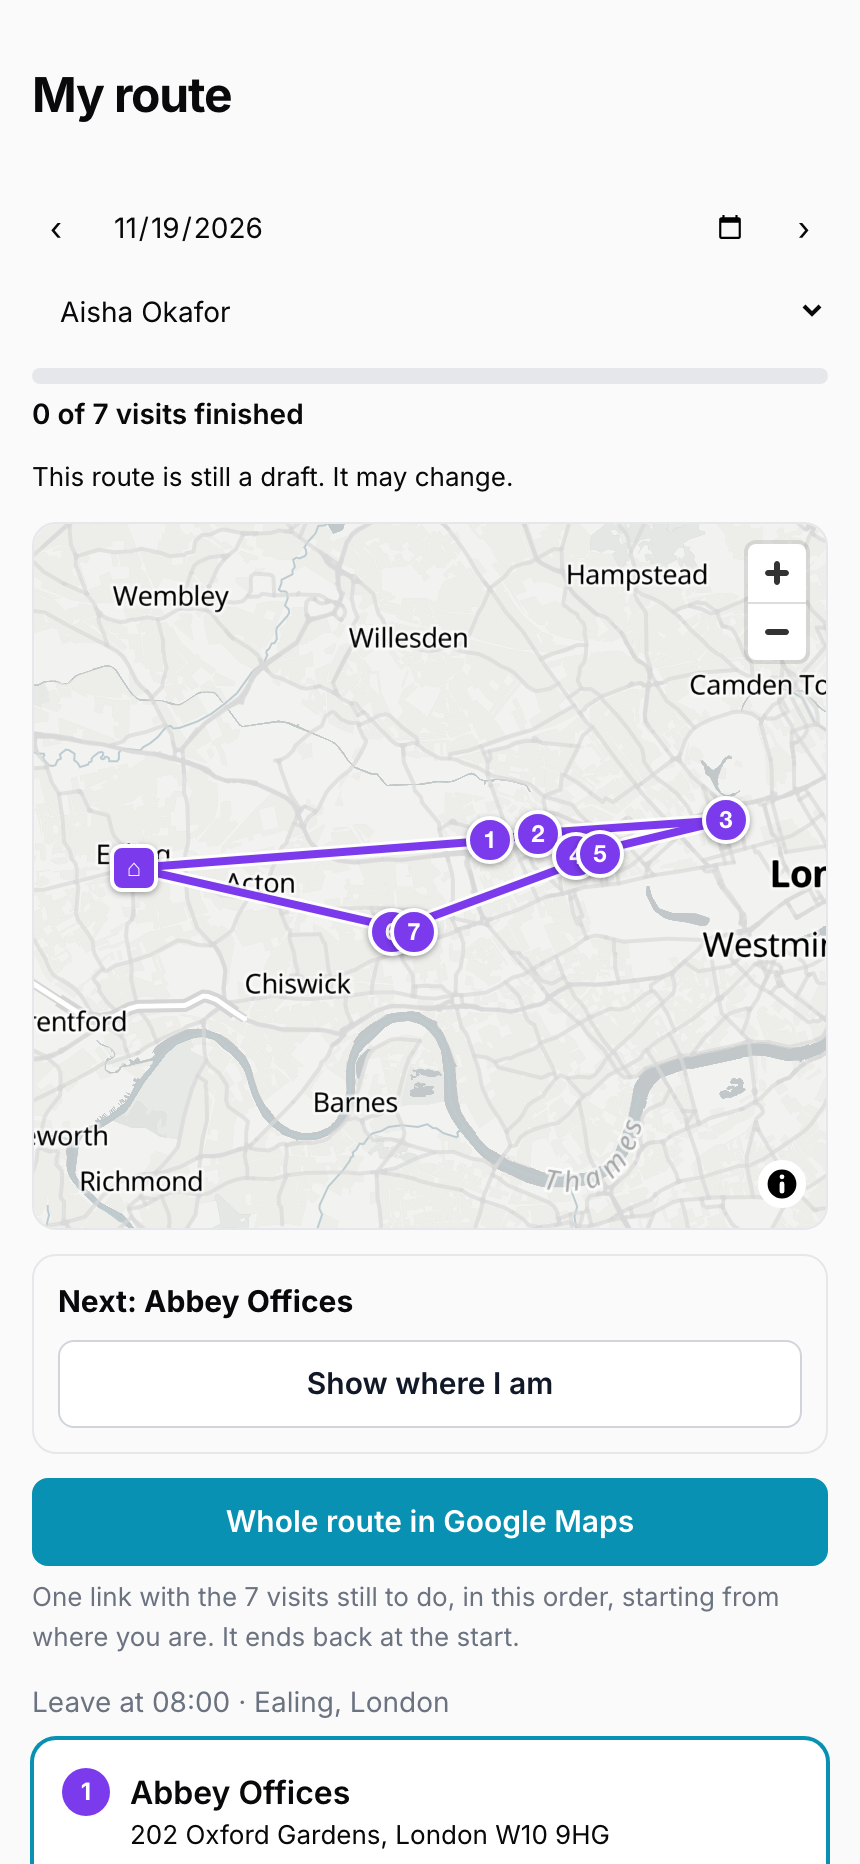 My route
‹ 11/19/2026 ›
Aisha Okafor
0 of 7 visits finished
This route is still a draft. It may change.
Hampstead
Wembley
Willesden
Camden To
1
2
3
4
5
Acton
Lor
7
Westmin
Chiswick
rentford
Barnes
eworth
Thames
Richmond
Next: Abbey Offices
Show where I am
Whole route in Google Maps
One link with the 7 visits still to do, in this order, starting from
where you are. It ends back at the start.
Leave at 08:00 · Ealing, London
1 Abbey Offices
202 Oxford Gardens, London W10 9HG